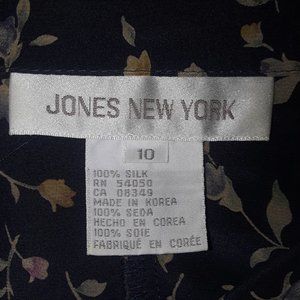 JONES NEW YORK
10
100% SILK
RN 54050
CA 08349
MADE IN KOREA
100% SEDA
HECHO EN COREA
100% SOIE
FABRIQUÉ EN CORÉE